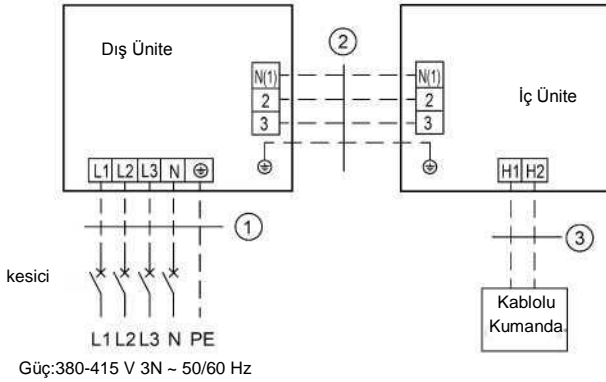 Dış Ünite
2
N(1)
2
3
N(1)
2
3
İç Ünite
L1 L2 L3 N
H1 H2
1
3
kesici
L1 L2 L3 N PE
Kablolu
Kumanda
Güç:380-415 V 3N ~ 50/60 Hz